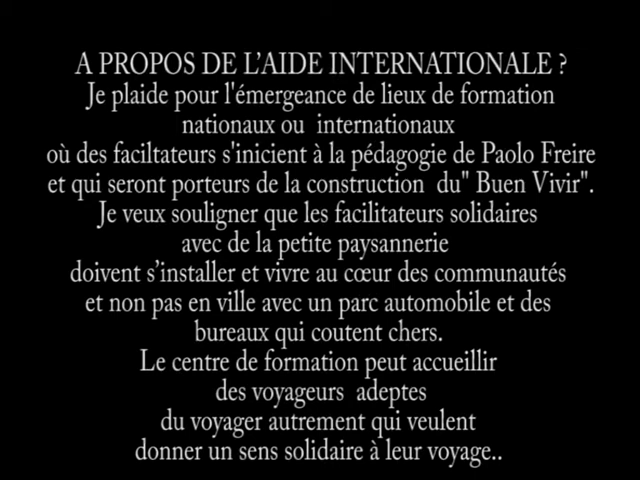 A PROPOS DE L’AIDE INTERNATIONALE ?
Je plaide pour l'émergeance de lieux de formation
nationaux ou internationaux
où des faciltateurs s'inicient à la pédagogie de Paolo Freire
et qui seront porteurs de la construction du" Buen Vivir".
Je veux souligner que les facilitateurs solidaires
avec de la petite paysannerie
doivent s’installer et vivre au cœur des communautés
et non pas en ville avec un parc automobile et des
bureaux qui coutent chers.
Le centre de formation peut accueillir
des voyageurs adeptes
du voyager autrement qui veulent
donner un sens solidaire à leur voyage..